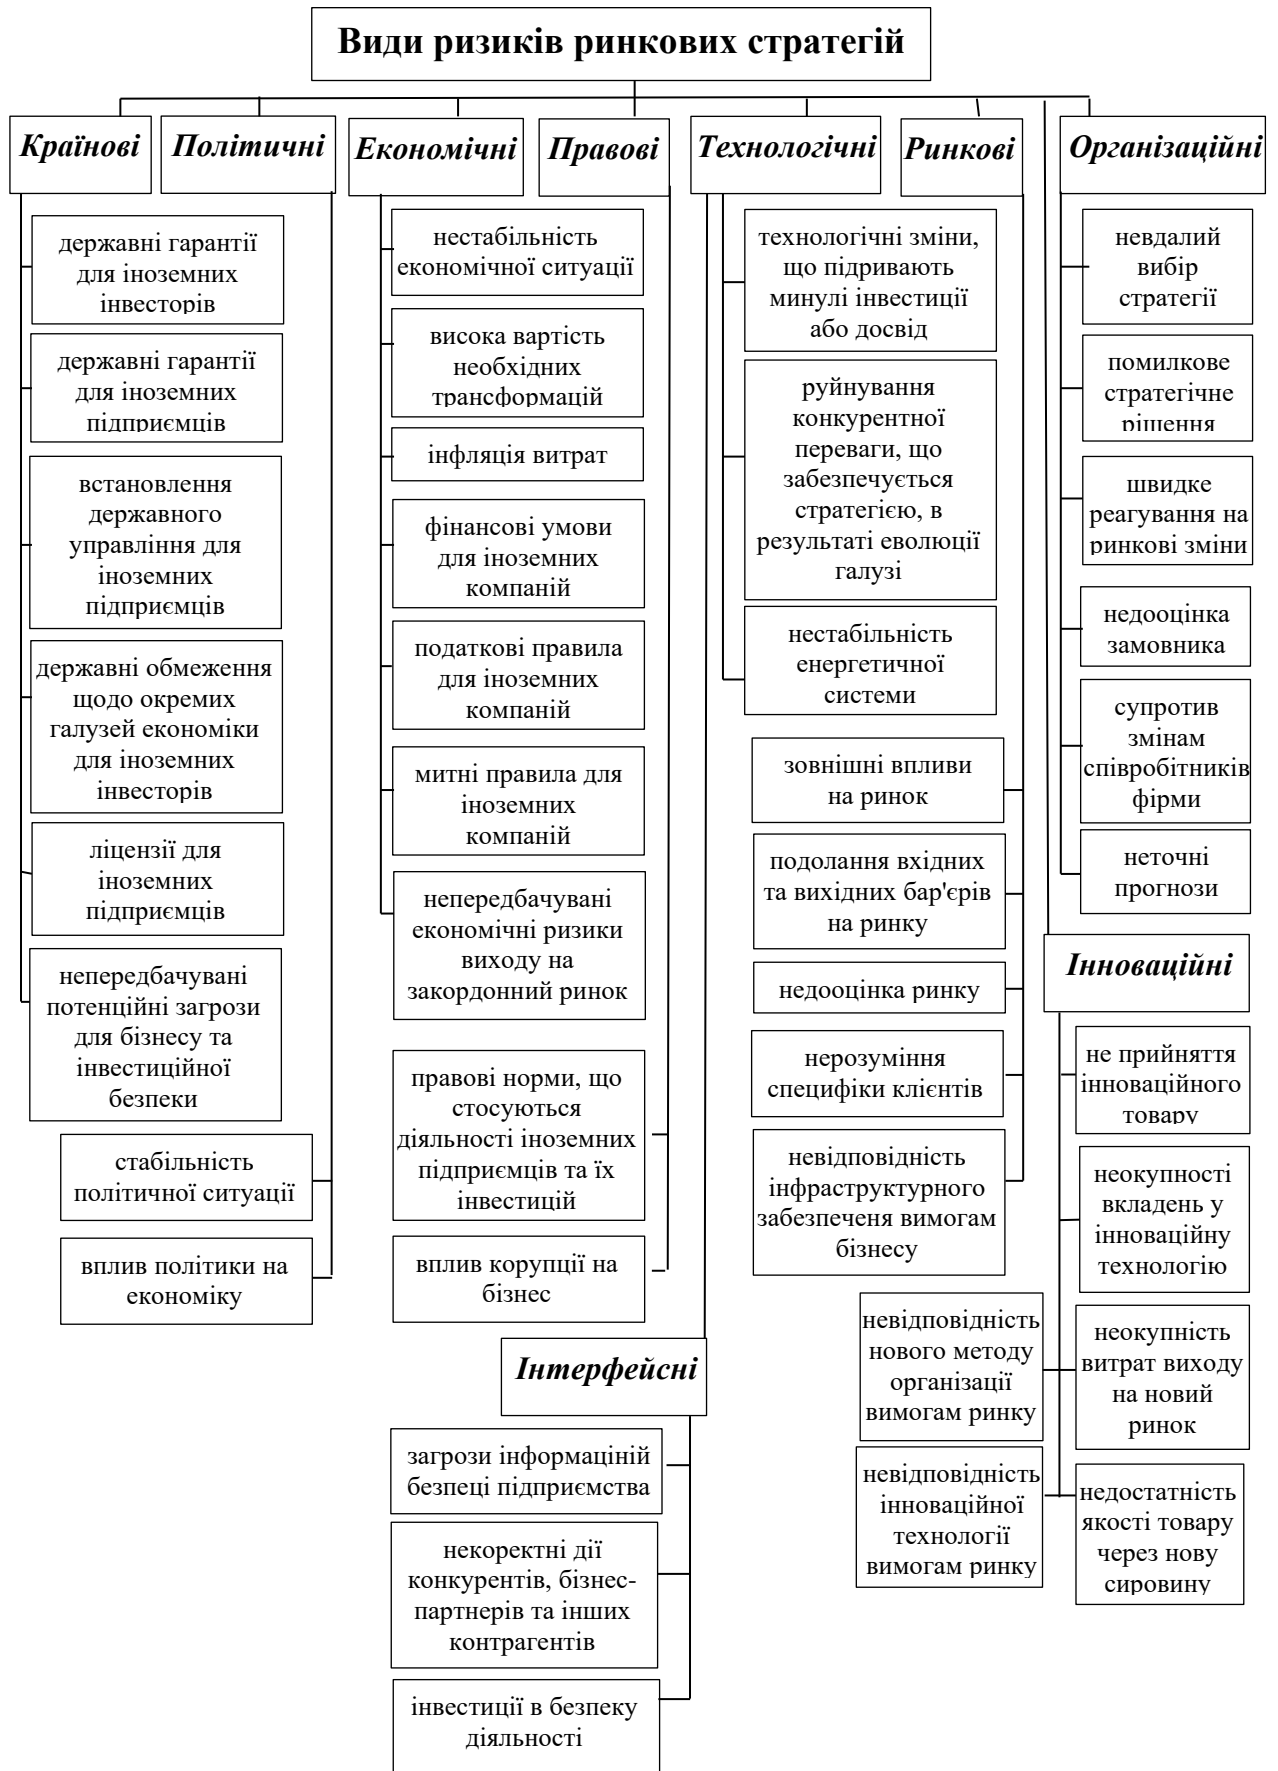 Види ризиків ринкових стратегій
Країнові
Політичні
Економічні
Правові
Технологічні
Ринкові
Організаційні
державні гарантії
для іноземних
інвесторів
державні гарантії
для іноземних
підприємців
встановлення
державного
управління для
іноземних
підприємців
державні обмеження
щодо окремих
галузей економіки
для іноземних
інвесторів
ліцензії для
іноземних
підприємців
непередбачувані
потенційні загрози
для бізнесу та
інвестиційної
безпеки
стабільність
політичної ситуації
вплив політики на
економіку
нестабільність
економічної ситуації
висока вартість
необхідних
трансформацій
інфляція витрат
фінансові умови
для іноземних
компаній
податкові правила
для іноземних
компаній
митні правила для
іноземних
компаній
непередбачувані
економічні ризики
виходу на
закордонний ринок
правові норми, що
стосуються
діяльності іноземних
підприємців та їх
інвестицій
вплив корупції на
бізнес
Інтерфейсні
загрози інформаціній
безпеці підприємства
некоректні дії
конкурентів, бізнес-
партнерів та інших
контрагентів
інвестиції в безпеку
діяльності
технологічні зміни,
що підривають
минулі інвестиції
або досвід
руйнування
конкурентної
переваги, що
забезпечується
стратегією, в
результаті еволюції
галузі
нестабільність
енергетичної
системи
зовнішні впливи
на ринок
подолання вхідних
та вихідних бар'єрів
на ринку
недооцінка ринку
нерозуміння
специфіки клієнтів
невідповідність
інфраструктурного
забезпеченя вимогам
бізнесу
невдалий
вибір
стратегії
помилкове
стратегічне
рішення
швидке
реагування на
ринкові зміни
недооцінка
замовника
супротив
змінам
співробітників
фірми
неточні
прогнози
Інноваційні
не прийняття
інноваційного
товару
неокупності
вкладень у
інноваційну
технологію
невідповідність
нового методу
організації
вимогам ринку
неокупність
витрат виходу
на новий
ринок
невідповідність
інноваційної
технології
вимогам ринку
недостатність
якості товару
через нову
сировину